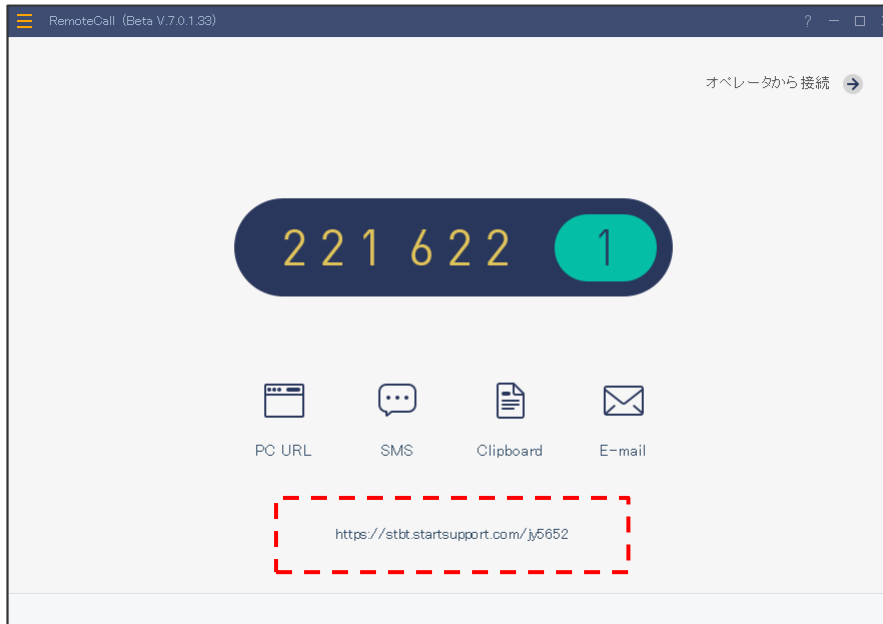 RemoteCall (Beta V.7.0.1.33)
オペレータから接続
221 622 1
PC URL
SMS
Clipboard
E-mail
https://stbt.startsupport.com/jy5652